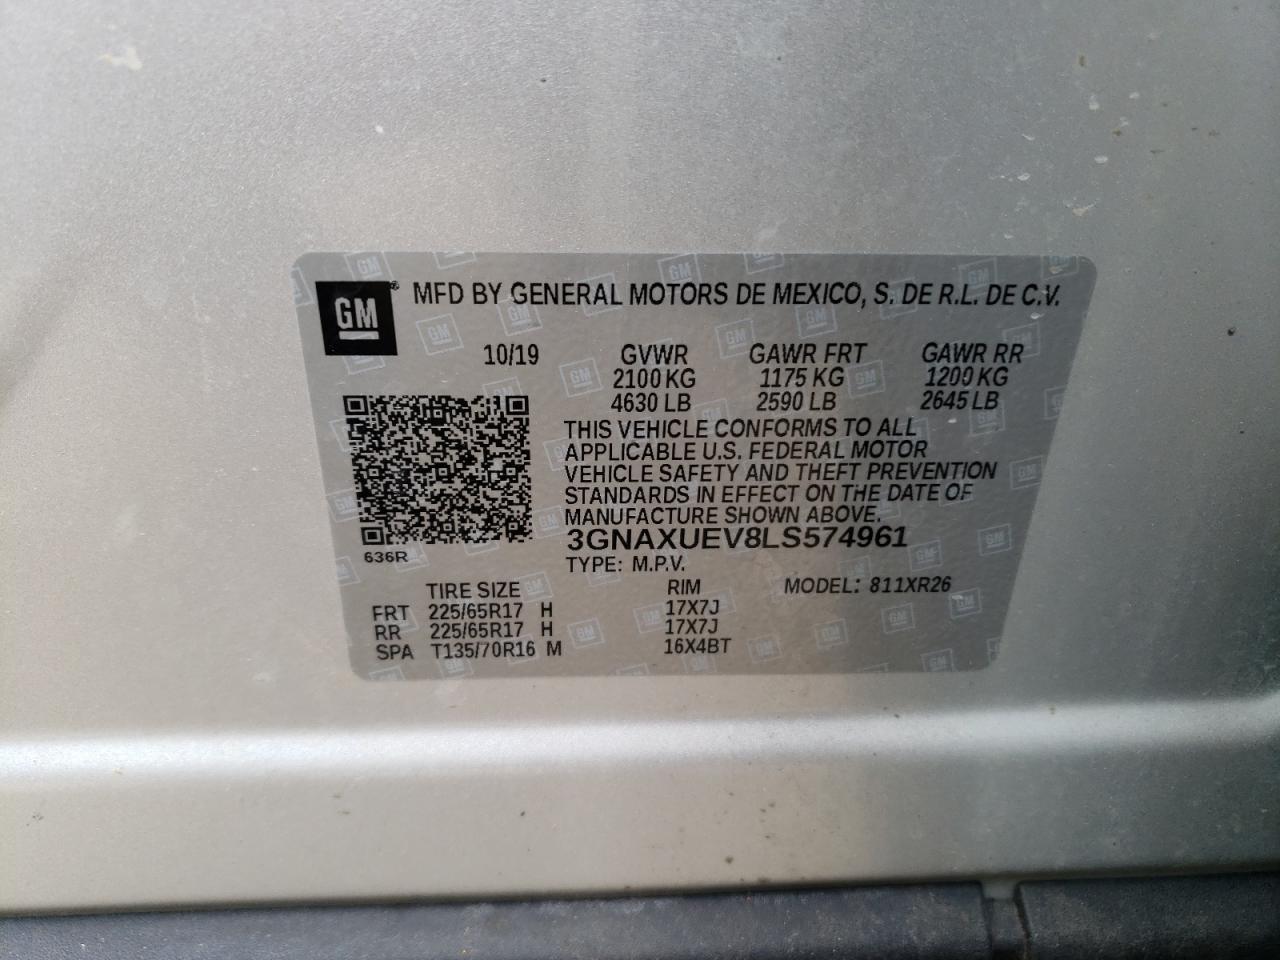 GM ® MFD BY GENERAL MOTORS DE MEXICO, S. DE R.L. DE C.V.
10/19 GVWR GAWR FRT GAWR RR
2100 KG 1175 KG 1200 KG
4630 LB 2590 LB 2645 LB
THIS VEHICLE CONFORMS TO ALL
APPLICABLE U.S. FEDERAL MOTOR
VEHICLE SAFETY AND THEFT PREVENTION
STANDARDS IN EFFECT ON THE DATE OF
MANUFACTURE SHOWN ABOVE.
3GNAXUEV8LS574961
636R
TYPE: M.P.V.
TIRE SIZE RIM MODEL: 811XR26
FRT 225/65R17 H 17X7J
RR 225/65R17 H 17X7J
SPA T135/70R16 M 16X4BT